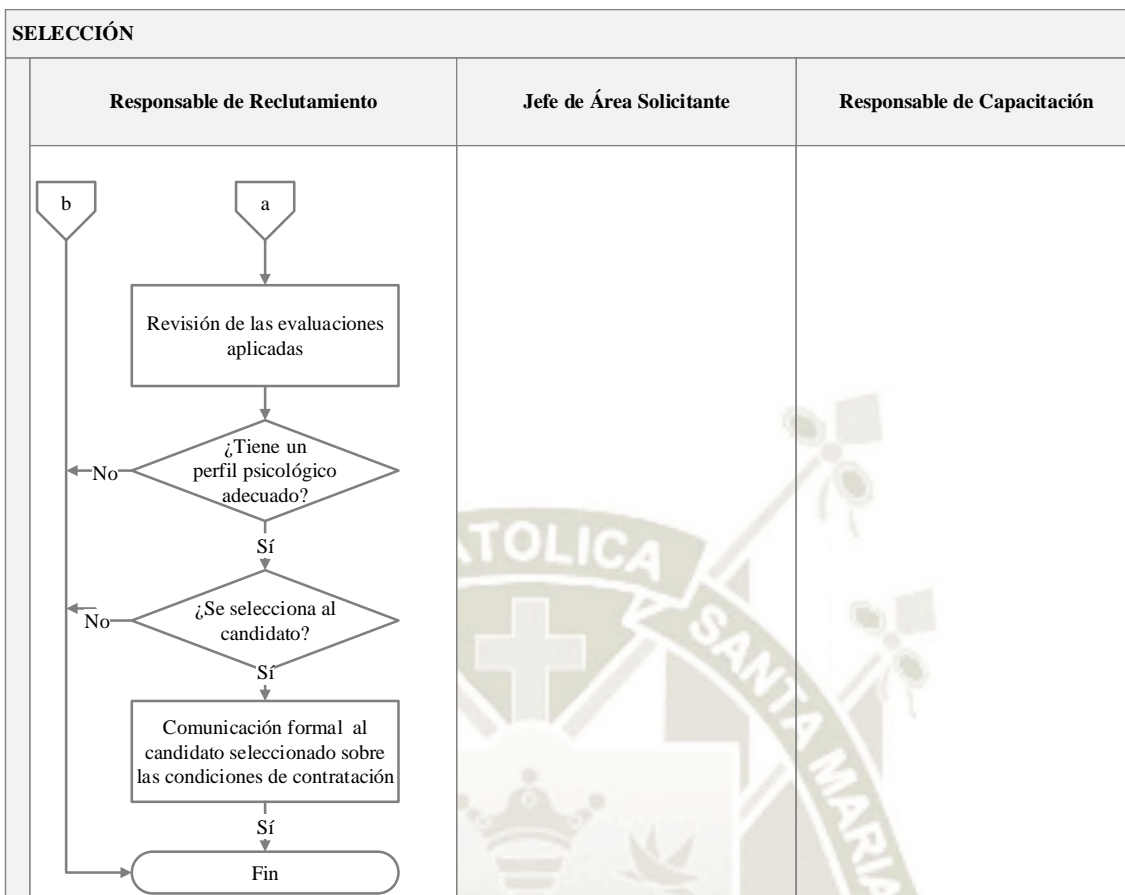 SELECCIÓN
Responsable de Reclutamiento
Jefe de Área Solicitante
Responsable de Capacitación
b
a
Revisión de las evaluaciones
aplicadas
¿Tiene un
perfil psicológico
adecuado?
No
Sí
¿Se selecciona al
candidato?
No
Sí
Comunicación formal al
candidato seleccionado sobre
las condiciones de contratación
Sí
Fin
TOLICA
SANTA MARIA